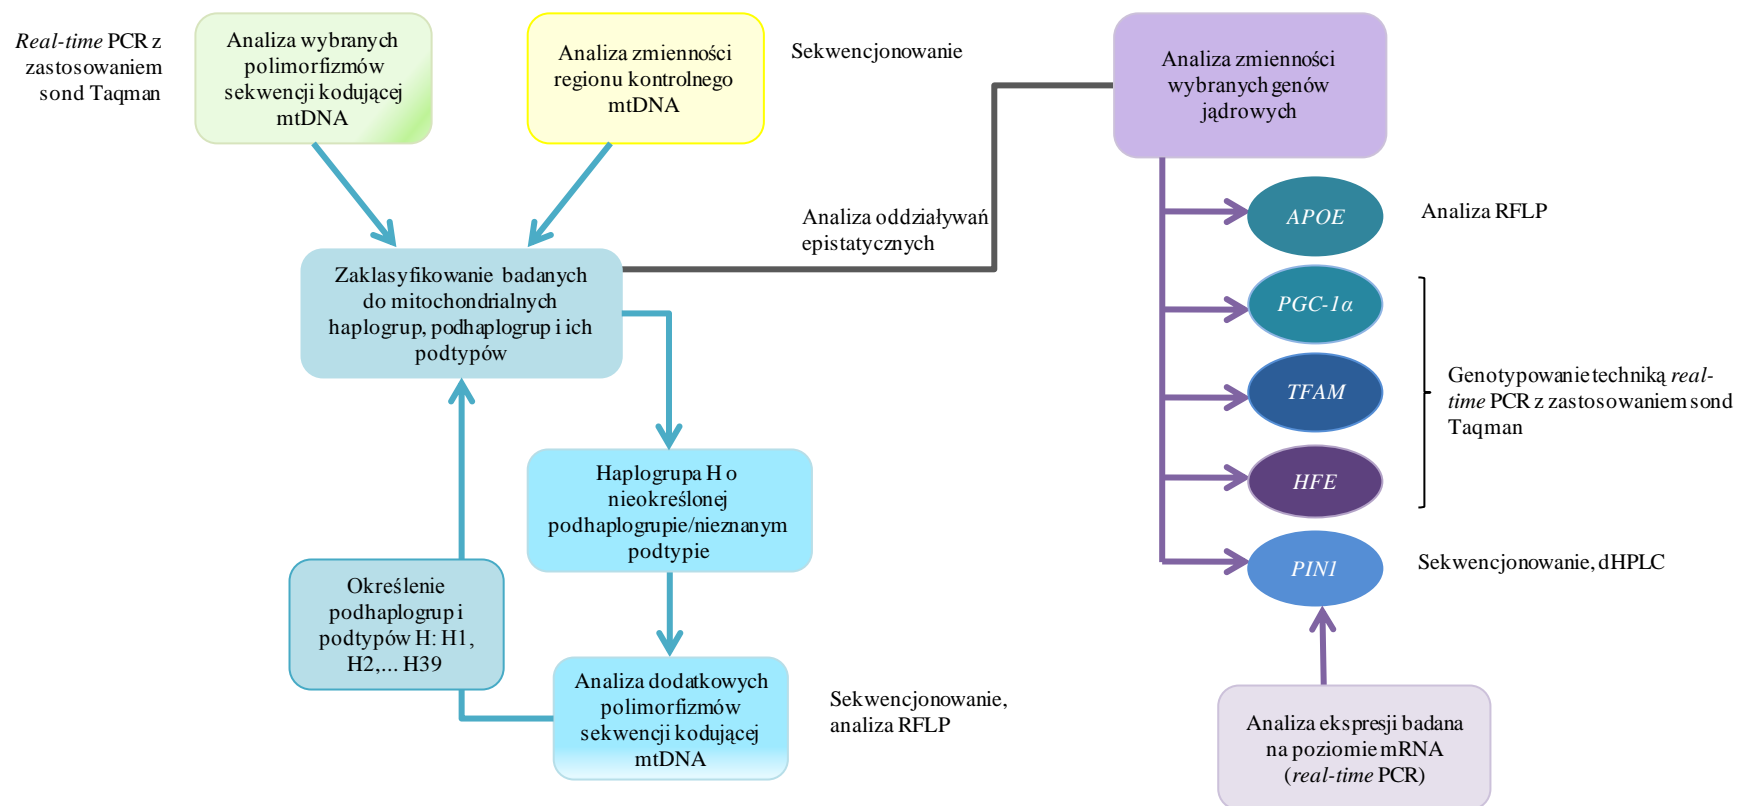 Real-time PCR z
zastosowaniem
sond Taqman
Analiza wybranych
polimorfizmów
sekwencji kodującej
mtDNA
Analiza zmienności
regionu kontrolnego
mtDNA
Sekwencjonowanie
Analiza zmienności
wybranych genów
jądrowych
Analiza oddziaływań
epistatycznych
Zaklasyfikowanie badanych
do mitochondrialnych
haplogrup, podhaplogrup i ich
podtypów
Haplogrupa H o
nieokreślonej
podhaplogrupie/nieznanym
podtypie
Określenie
podhaplogrup i
podtypów H: H1,
H2,... H39
Analiza dodatkowych
polimorfizmów
sekwencji kodującej
mtDNA
Sekwencjonowanie,
analiza RFLP
APOE
Analiza RFLP
PGC-1α
TFAM
HFE
Genotypowanie techniką real-
time PCR z zastosowaniem sond
Taqman
PIN1
Sekwencjonowanie, dHPLC
Analiza ekspresji badana
na poziomie mRNA
(real-time PCR)